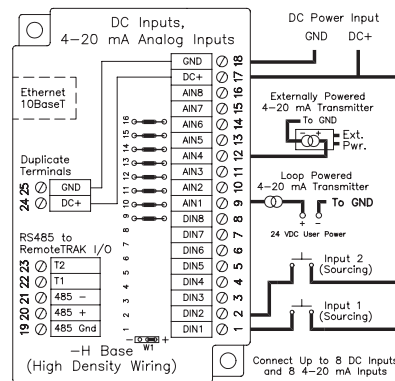 DC Inputs,
4-20 mA Analog Inputs
DC Power Input
GND DC+
Ethernet
10BaseT
GND 18
DC+ 17
AIN8 16
AIN7 15
AIN6 14
AIN5 13
AIN4 12
AIN3 11
AIN2 10
AIN1 9
DIN8 8
DIN7 7
DIN6 6
DIN5 5
DIN4 4
DIN3 3
DIN2 2
DIN1 1
16
15
14
13
12
11
10
9
8
7
6
5
4
3
2
1
- + 
W1
Duplicate
Terminals
25 GND
24 DC+
RS485 to
RemoteTRAK I/O
23 T2
22 T1
21 485 -
20 485 +
19 485 Gnd
-H Base
(High Density Wiring)
Externally Powered
4-20 mA Transmitter
To GND
- +
Ext.
Pwr.
Loop Powered
4-20 mA Transmitter
To GND
+ -
24 VDC User Power
Input 2
(Sourcing)
Input 1
(Sourcing)
Connect Up to 8 DC Inputs
and 8 4-20 mA Inputs